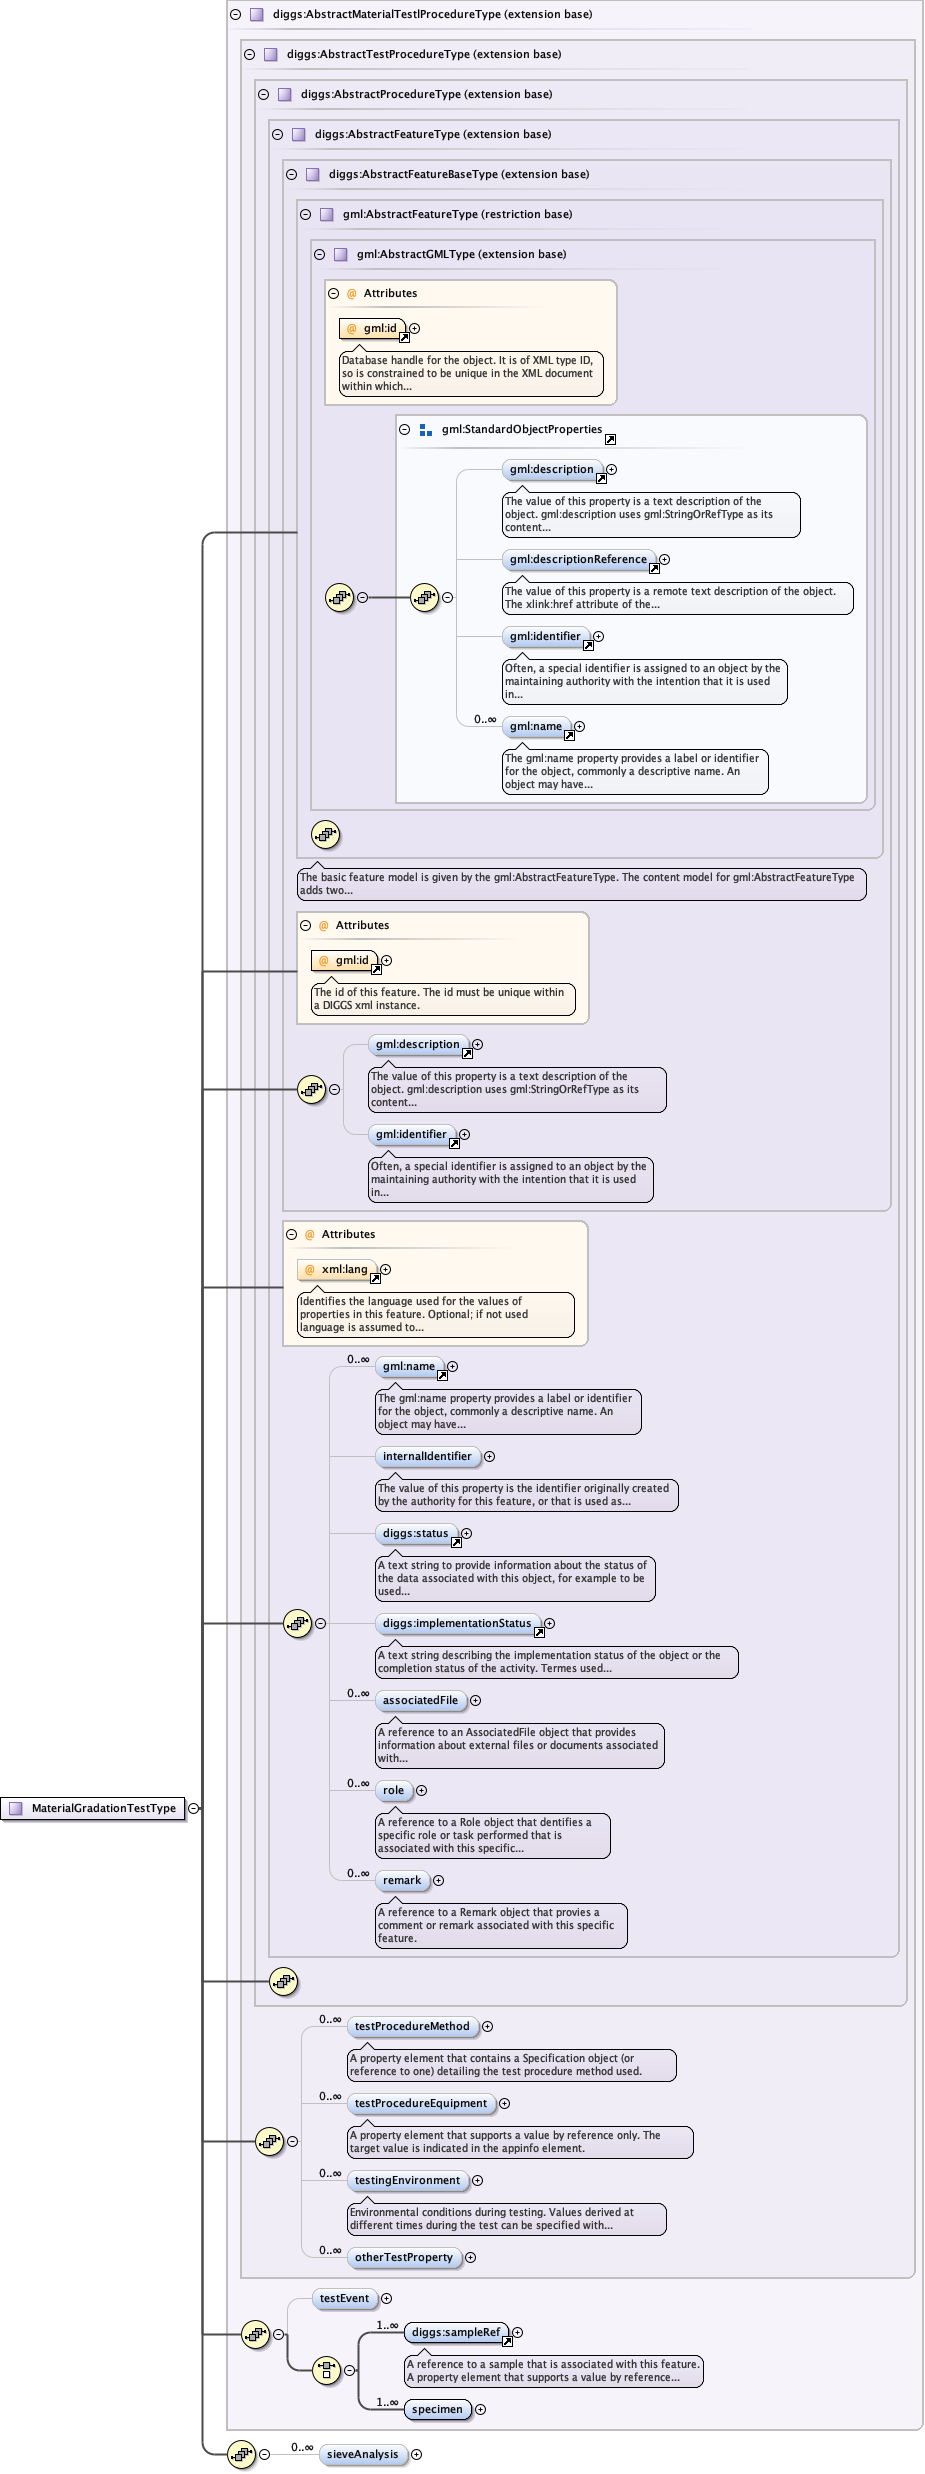 diggs:AbstractMaterialTestlProcedureType (extension base)
diggs:AbstractTestProcedureType (extension base)
diggs:AbstractProcedureType (extension base)
diggs:AbstractFeatureType (extension base)
diggs:AbstractFeatureBaseType (extension base)
gml:AbstractFeatureType (restriction base)
gml:AbstractGMLType (extension base)
@ Attributes
@ gml:id
Database handle for the object. It is of XML type ID,
so is constrained to be unique in the XML document
within which...
gml:StandardObjectProperties
gml:description
The value of this property is a text description of the
object. gml:description uses gml:StringOrRefType as its
content...
gml:descriptionReference
The value of this property is a remote text description of the object.
The xlink:href attribute of the...
gml:identifier
Often, a special identifier is assigned to an object by the
maintaining authority with the intention that it is used
in...
0..∞ gml:name
The gml:name property provides a label or identifier
for the object, commonly a descriptive name. An
object may have...
The basic feature model is given by the gml:AbstractFeatureType. The content model for gml:AbstractFeatureType
adds two...
@ Attributes
@ gml:id
The id of this feature. The id must be unique within
a DIGGS xml instance.
gml:description
The value of this property is a text description of the
object. gml:description uses gml:StringOrRefType as its
content...
gml:identifier
Often, a special identifier is assigned to an object by the
maintaining authority with the intention that it is used
in...
@ Attributes
@ xml:lang
Identifies the language used for the values of
properties in this feature. Optional; if not used
language is assumed to...
0..∞ gml:name
The gml:name property provides a label or identifier
for the object, commonly a descriptive name. An
object may have...
internalIdentifier
The value of this property is the identifier originally created
by the authority for this feature, or that is used as...
diggs:status
A text string to provide information about the status of
the data associated with this object, for example to be
used...
diggs:implementationStatus
A text string describing the implementation status of the object or the
completion status of the activity. Termes used...
0..∞ associatedFile
A reference to an AssociatedFile object that provides
information about external files or documents associated
with...
0..∞ role
A reference to a Role object that dentifies a
specific role or task performed that is
associated with this specific...
MaterialGradationTestType
0..∞ remark
A reference to a Remark object that provies a
comment or remark associated with this specific
feature.
0..∞ testProcedureMethod
A property element that contains a Specification object (or
reference to one) detailing the test procedure method used.
0..∞ testProcedureEquipment
A property element that supports a value by reference only. The
target value is indicated in the appinfo element.
0..∞ testingEnvironment
Environmental conditions during testing. Values derived at
different times during the test can be specified with...
0..∞ otherTestProperty
testEvent
1..∞ diggs:sampleRef
A reference to a sample that is associated with this feature.
A property element that supports a value by reference...
1..∞ specimen
0..∞ sieveAnalysis